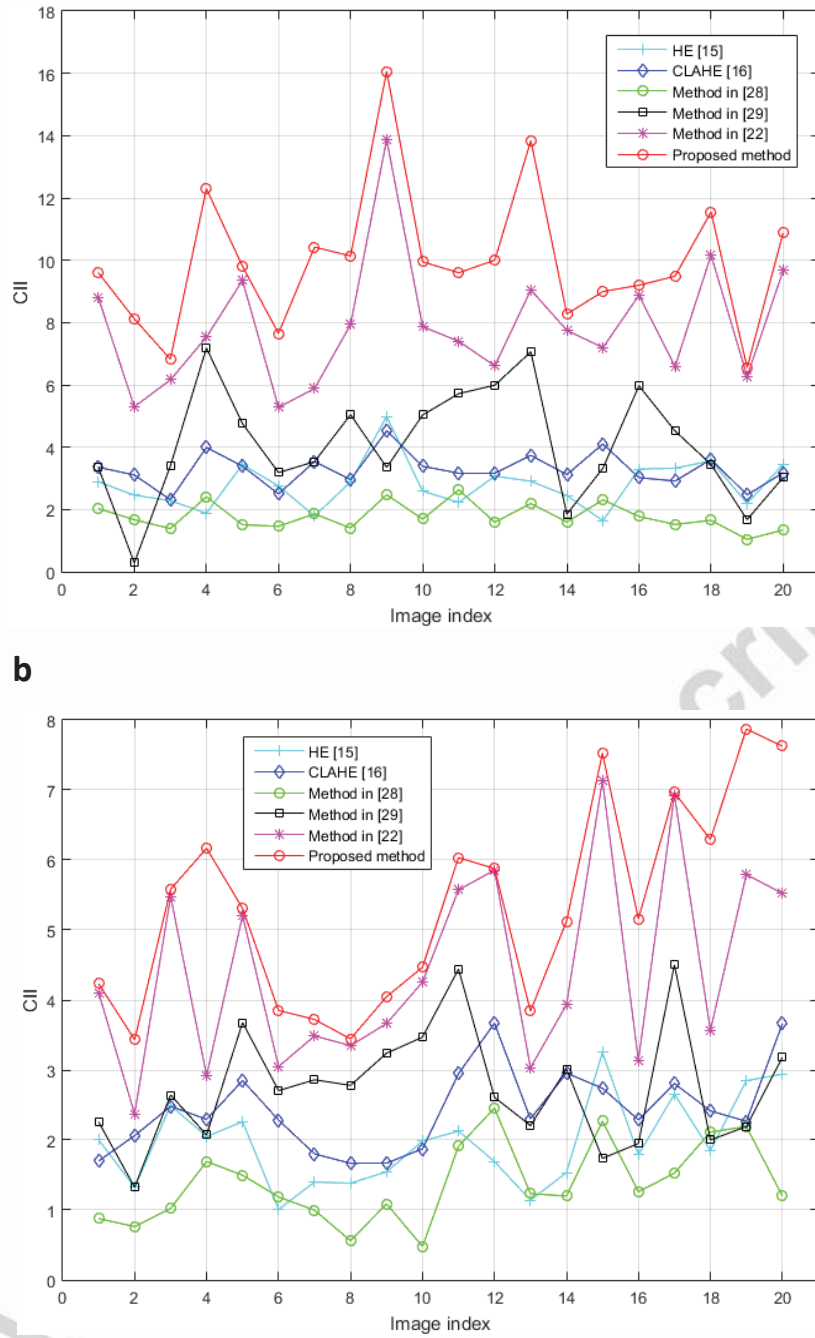 18
16
14
12
10
8
6
4
2
0
CII
HE [15]
CLAHE [16]
Method in [28]
Method in [29]
Method in [22]
Proposed method
0 2 4 6 8 10 12 14 16 18 20
Image index
b
8
7
6
5
4
3
2
1
0
CII
HE [15]
CLAHE [16]
Method in [28]
Method in [29]
Method in [22]
Proposed method
0 2 4 6 8 10 12 14 16 18 20
Image index